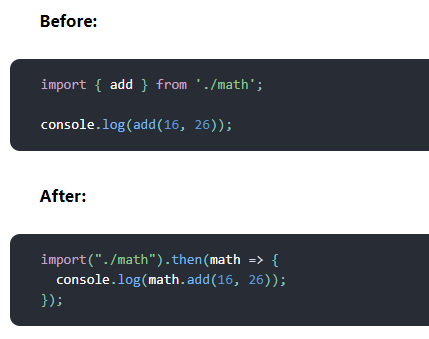 Before:
import { add } from './math';
console.log(add(16, 26));
After:
import("./math").then(math => {
  console.log(math.add(16, 26));
});